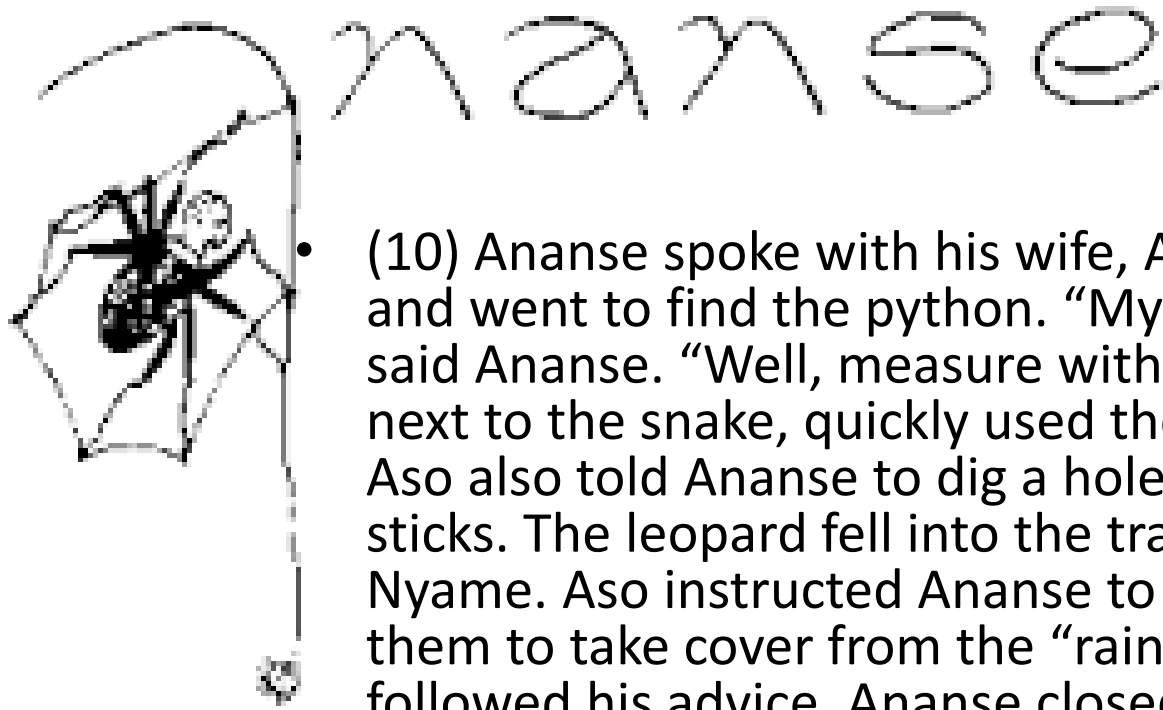 Ananse
• (10) Ananse spoke with his wife, A
and went to find the python. “My
said Ananse. “Well, measure with
next to the snake, quickly used the
Aso also told Ananse to dig a hole
sticks. The leopard fell into the tra
Nyame. Aso instructed Ananse to
them to take cover from the “rain
followed his advice, Ananse closed